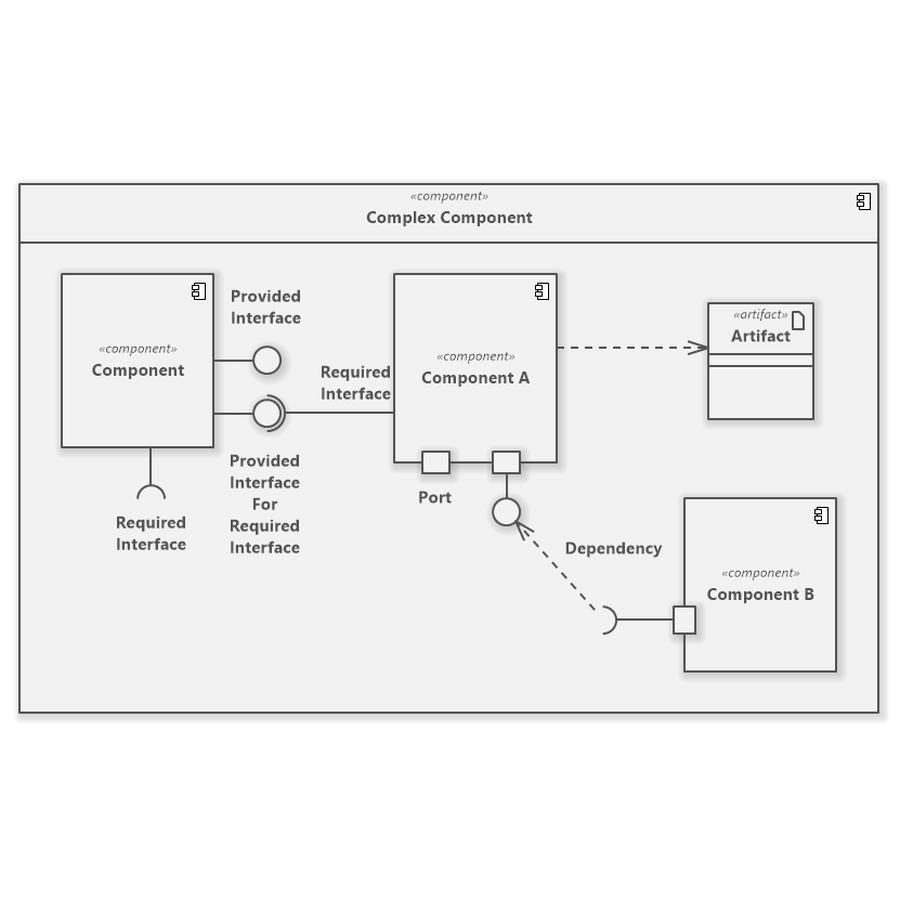 «component»
Complex Component
«component»
Component
Provided
Interface
Required
Interface
Provided
Interface
For
Required
Interface
Required
Interface
«component»
Component A
Port
«artifact»
Artifact
Dependency
«component»
Component B